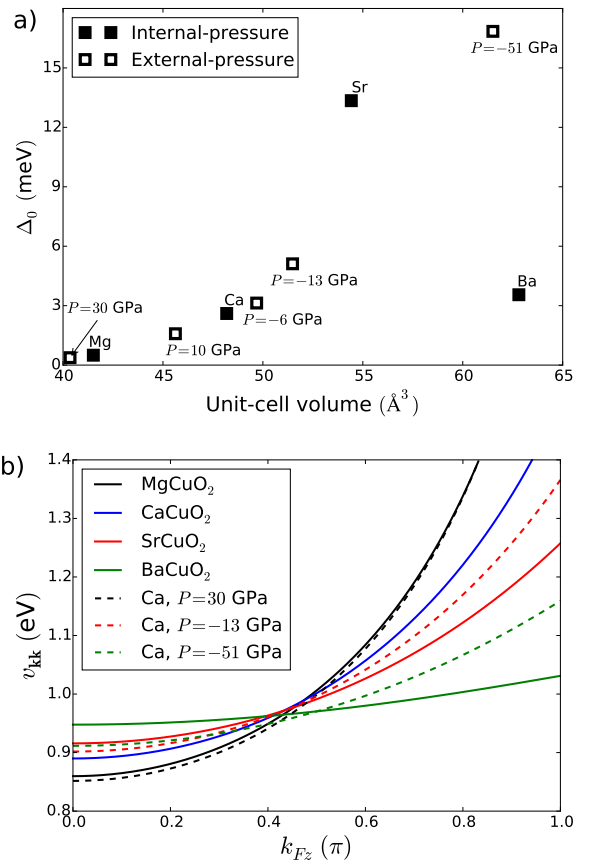 a)
Internal-pressure
External-pressure
P=−51 GPa
Sr
Ba
P=−13 GPa
Ca
P=−6 GPa
P=30 GPa
Mg
P=10 GPa
15
12
9
6
3
0
Δ₀ (meV)
40 45 50 55 60 65
Unit-cell volume (Å³)
b)
MgCuO₂
CaCuO₂
SrCuO₂
BaCuO₂
Ca, P=30 GPa
Ca, P=−13 GPa
Ca, P=−51 GPa
1.4
1.3
1.2
1.1
1.0
0.9
0.8
v_kk (eV)
0.0 0.2 0.4 0.6 0.8 1.0
k_Fz (π)